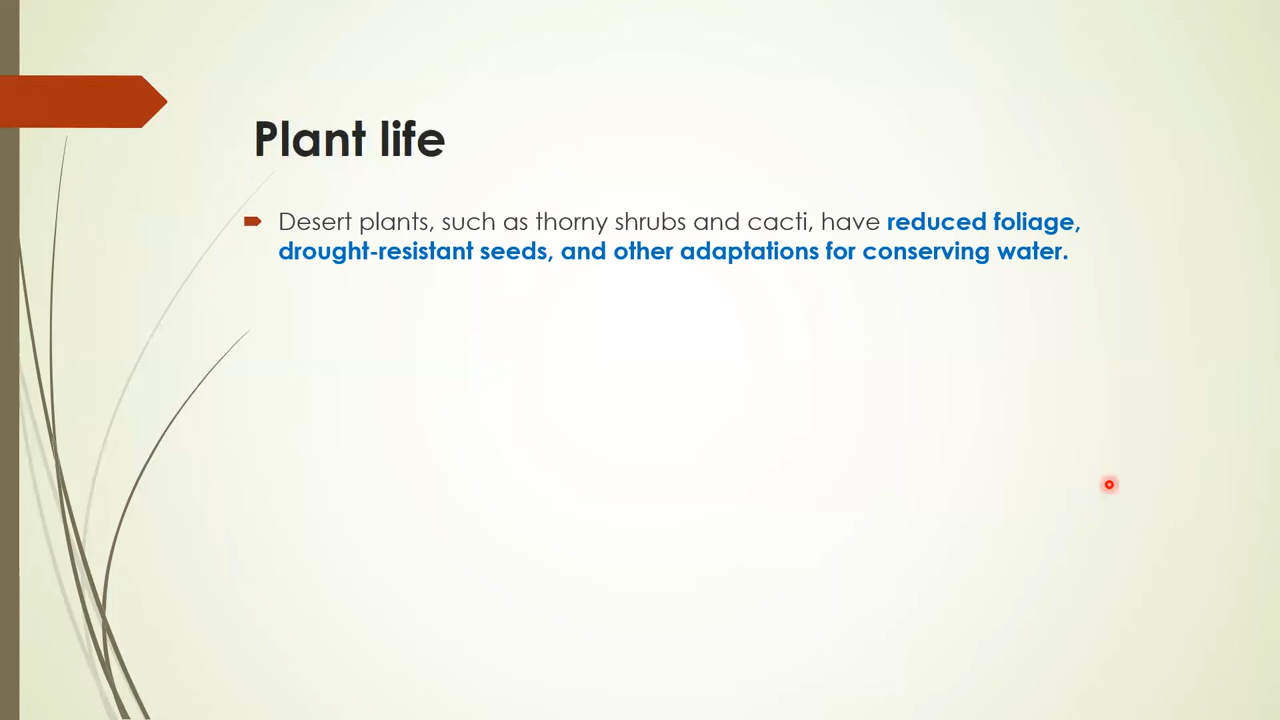 Plant life
Desert plants, such as thorny shrubs and cacti, have reduced foliage,
drought-resistant seeds, and other adaptations for conserving water.